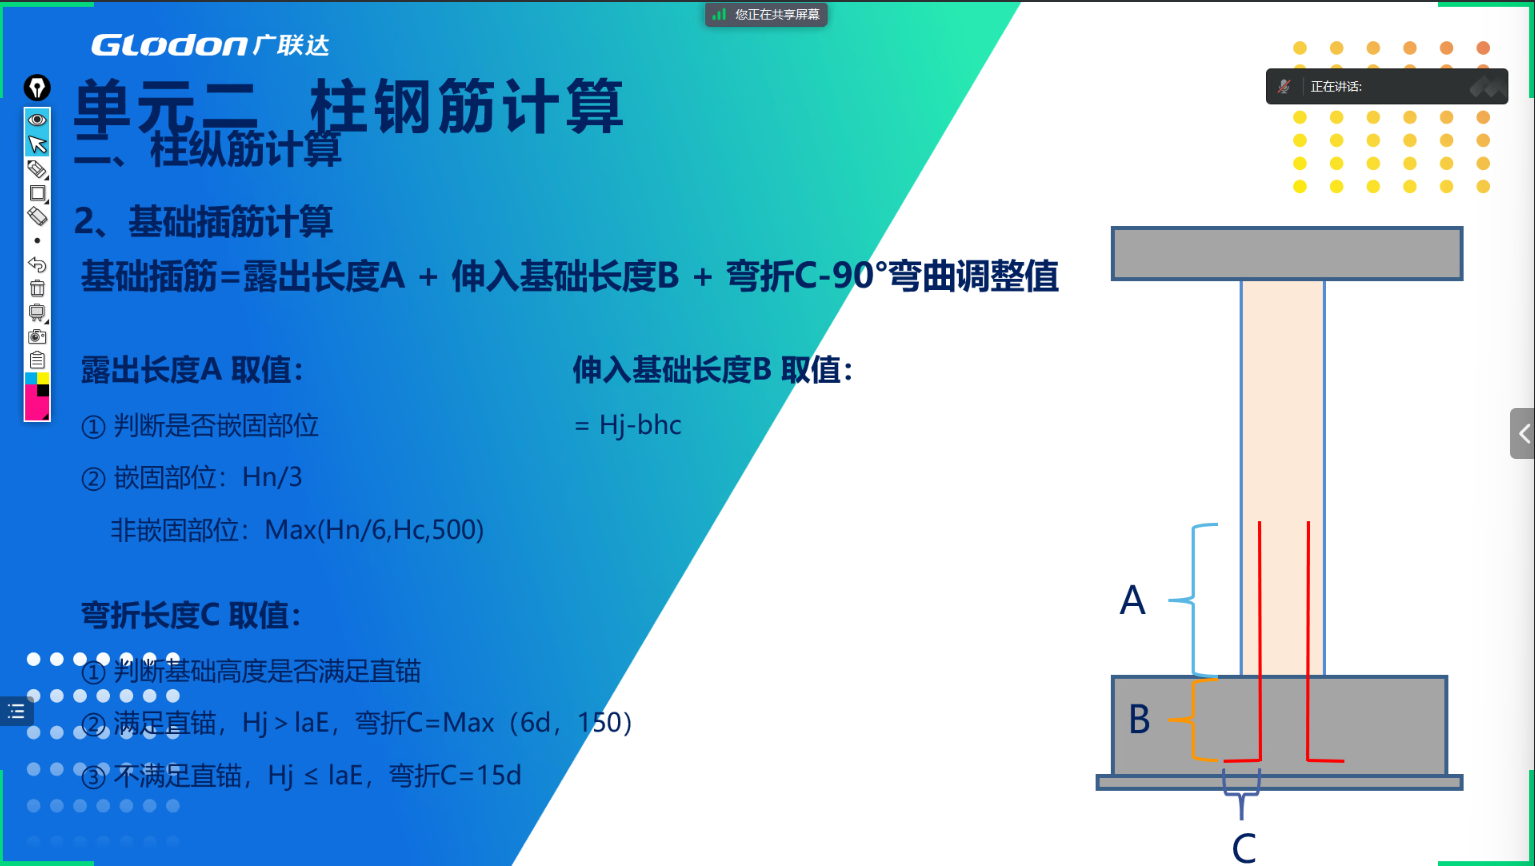 您正在共享屏幕
GLodon广联达
正在讲话:
单元二 柱钢筋计算
二、柱纵筋计算
2、基础插筋计算
基础插筋=露出长度A + 伸入基础长度B + 弯折C-90°弯曲调整值
露出长度A 取值：
① 判断是否嵌固部位
② 嵌固部位：Hn/3
非嵌固部位：Max(Hn/6,Hc,500)
伸入基础长度B 取值：
= Hj-bhc
弯折长度C 取值：
① 判断基础高度是否满足直锚
② 满足直锚，Hj＞laE，弯折C=Max（6d，150）
③ 不满足直锚，Hj ≤ laE，弯折C=15d
A
B
C